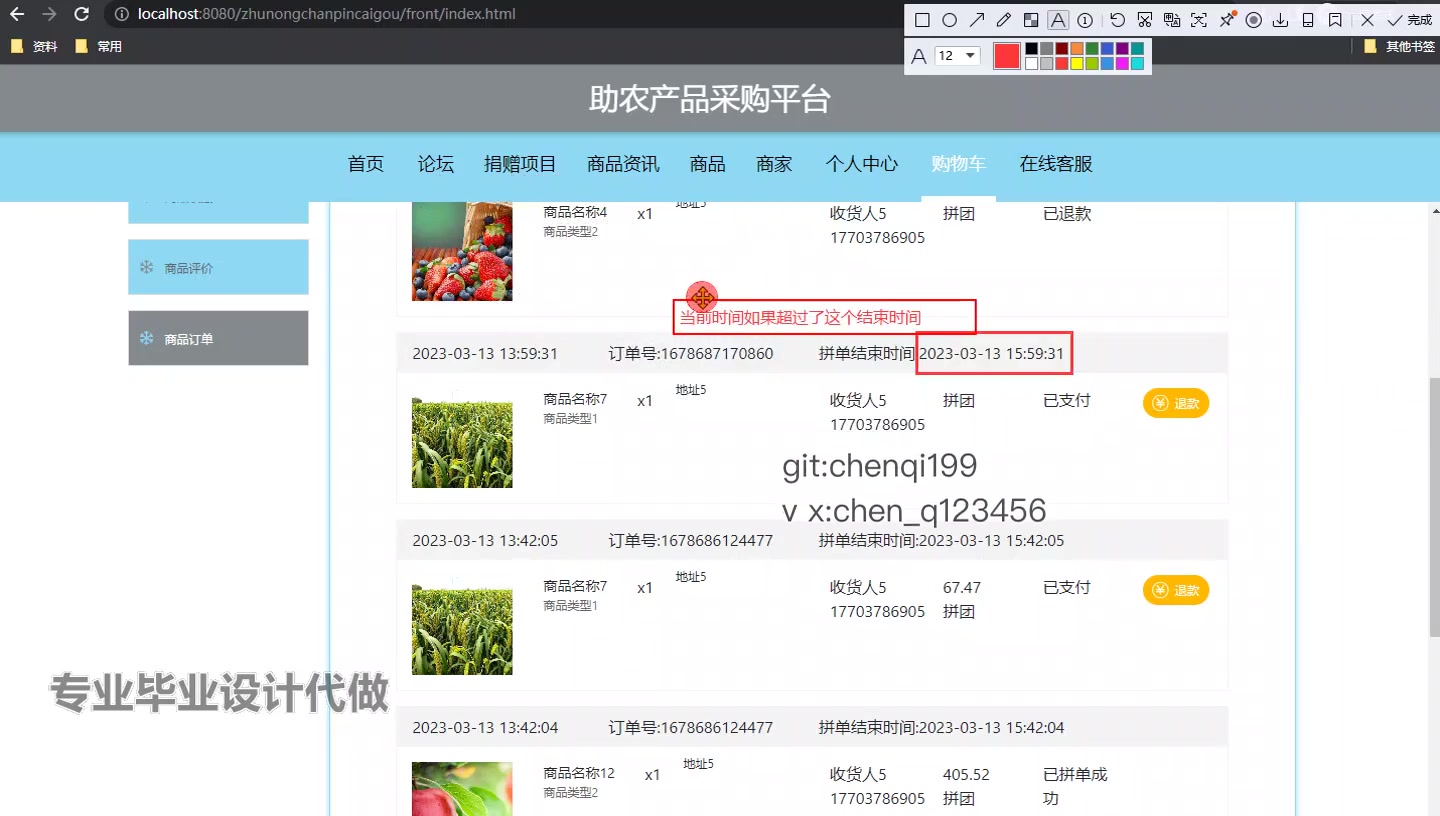 localhost:8080/zhunongchanpincaigou/front/index.html
12
完成
资料
常用
其他书签
助农产品采购平台
首页 论坛 捐赠项目 商品资讯 商品 商家 个人中心 购物车 在线客服
商品名称4 x1 地址5 收货人5 拼团 已退款
商品类型2 17703786905
商品评价
商品订单
当前时间如果超过了这个结束时间
2023-03-13 13:59:31 订单号:1678687170860 拼单结束时间 2023-03-13 15:59:31
商品名称7 x1 地址5 收货人5 拼团 已支付 退款
商品类型1 17703786905
git:chenqi199
v x:chen_q123456
2023-03-13 13:42:05 订单号:1678686124477 拼单结束时间:2023-03-13 15:42:05
商品名称7 x1 地址5 收货人5 67.47 已支付 退款
商品类型1 17703786905 拼团
专业毕业设计代做
2023-03-13 13:42:04 订单号:1678686124477 拼单结束时间:2023-03-13 15:42:04
商品名称12 x1 地址5 收货人5 405.52 已拼单成
商品类型2 17703786905 拼团 功